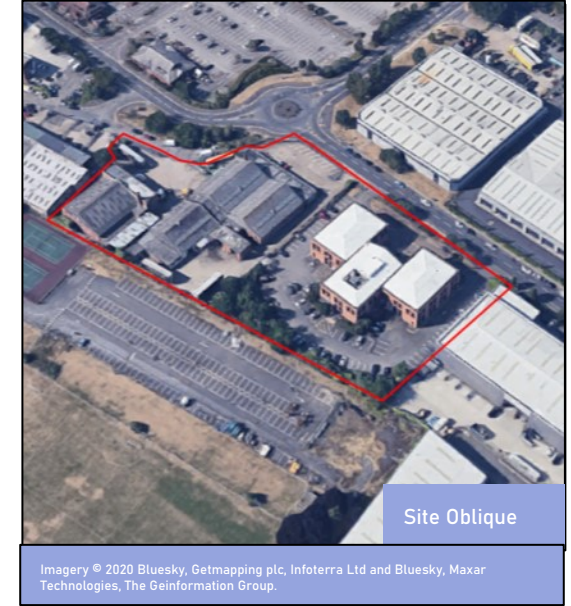 Site Oblique
Imagery © 2020 Bluesky, Getmapping plc, Infoterra Ltd and Bluesky, Maxar
Technologies, The Geinformation Group.